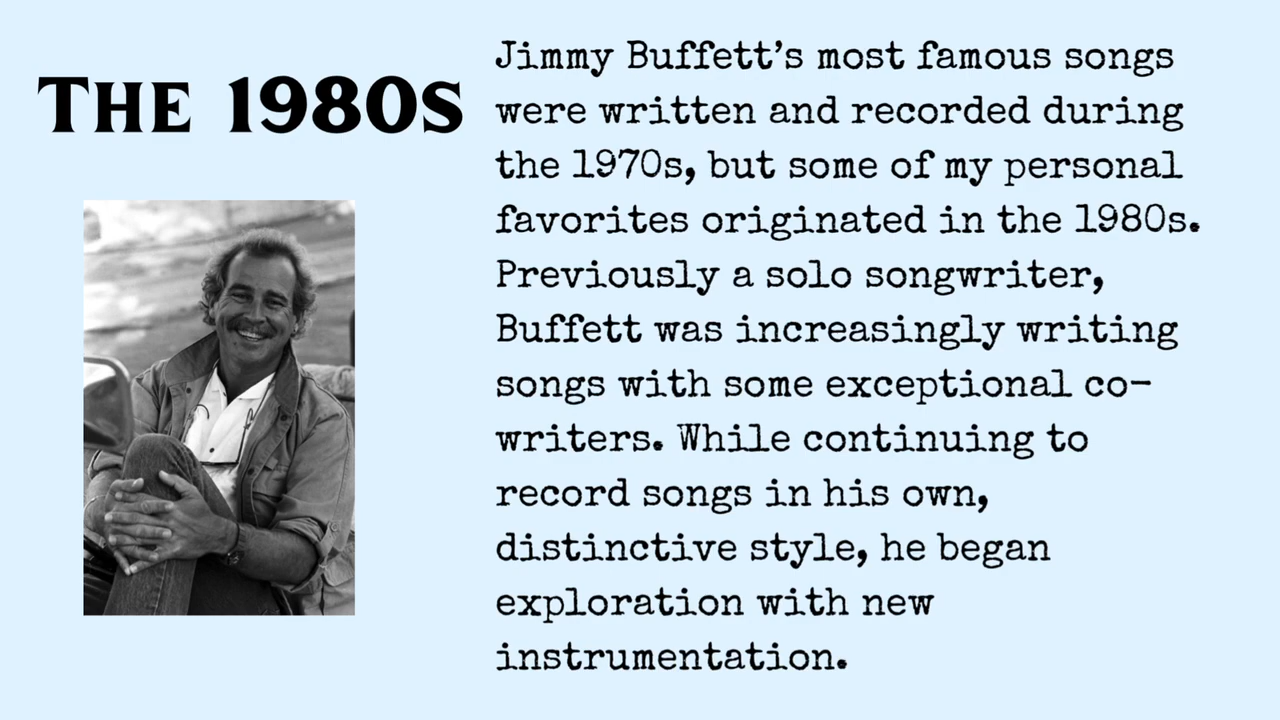 The 1980s
Jimmy Buffett's most famous songs
were written and recorded during
the 1970s, but some of my personal
favorites originated in the 1980s.
Previously a solo songwriter,
Buffett was increasingly writing
songs with some exceptional co-
writers. While continuing to
record songs in his own,
distinctive style, he began
exploration with new
instrumentation.